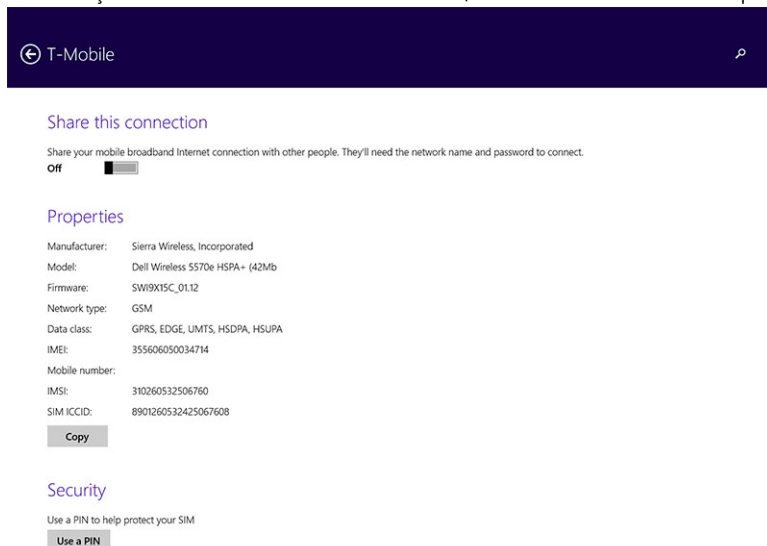 T-Mobile
Share this connection
Share your mobile broadband Internet connection with other people. They'll need the network name and password to connect.
Off
Properties
Manufacturer: Sierra Wireless, Incorporated
Model: Dell Wireless 5570e HSPA+ (42Mb
Firmware: SWI9X15C_01.12
Network type: GSM
Data class: GPRS, EDGE, UMTS, HSDPA, HSUPA
IMEI: 355606050034714
Mobile number:
IMSI: 310260532506760
SIM ICCID: 8901260532425067608
Copy
Security
Use a PIN to help protect your SIM
Use a PIN